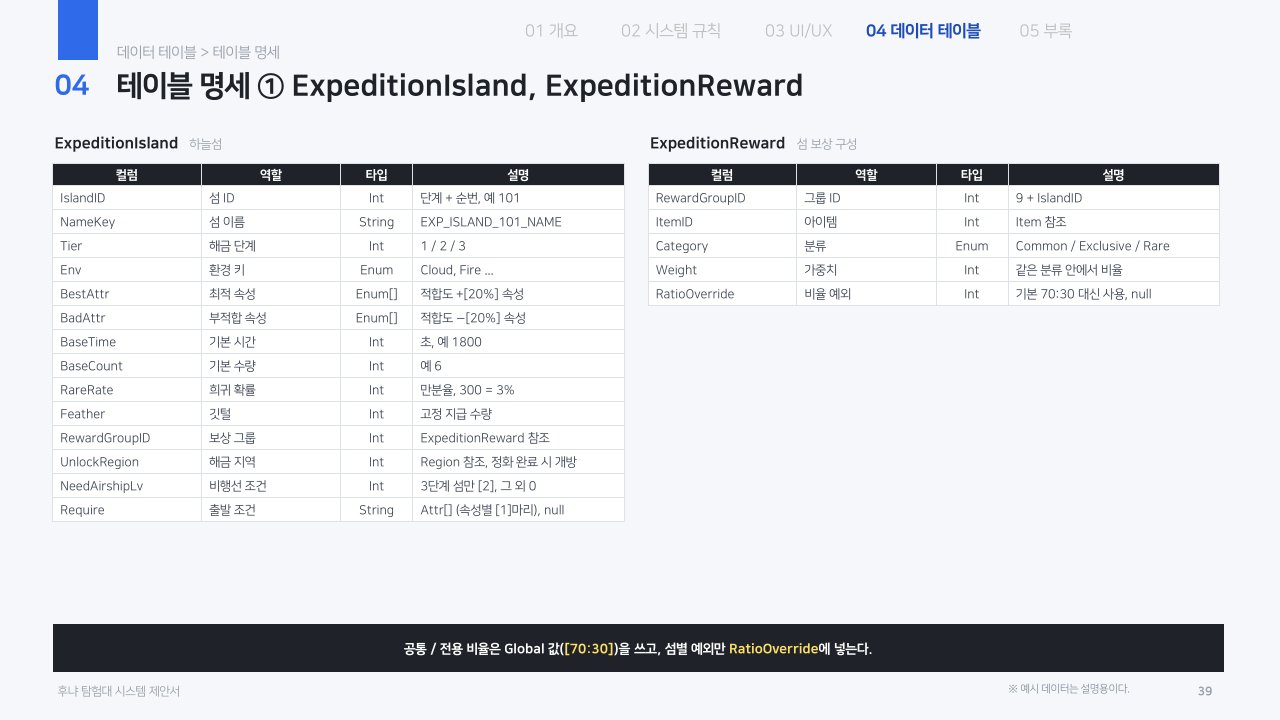 01 개요 02 시스템 규칙 03 UI/UX 04 데이터 테이블 05 부록
데이터 테이블 > 테이블 명세
04 테이블 명세 ① ExpeditionIsland, ExpeditionReward
ExpeditionIsland 하늘섬
컬럼 역할 타입 설명
IslandID 섬 ID Int 단계 + 순번, 예 101
NameKey 섬 이름 String EXP_ISLAND_101_NAME
Tier 해금 단계 Int 1 / 2 / 3
Env 환경 키 Enum Cloud, Fire ...
BestAttr 최적 속성 Enum[] 적합도 +[20%] 속성
BadAttr 부적합 속성 Enum[] 적합도 −[20%] 속성
BaseTime 기본 시간 Int 초, 예 1800
BaseCount 기본 수량 Int 예 6
RareRate 희귀 확률 Int 만분율, 300 = 3%
Feather 깃털 Int 고정 지급 수량
RewardGroupID 보상 그룹 Int ExpeditionReward 참조
UnlockRegion 해금 지역 Int Region 참조, 정화 완료 시 개방
NeedAirshipLv 비행선 조건 Int 3단계 섬만 [2], 그 외 0
Require 출발 조건 String Attr[] (속성별 [1]마리), null
ExpeditionReward 섬 보상 구성
컬럼 역할 타입 설명
RewardGroupID 그룹 ID Int 9 + IslandID
ItemID 아이템 Int Item 참조
Category 분류 Enum Common / Exclusive / Rare
Weight 가중치 Int 같은 분류 안에서 비율
RatioOverride 비율 예외 Int 기본 70:30 대신 사용, null
공통 / 전용 비율은 Global 값([70:30])을 쓰고, 섬별 예외만 RatioOverride에 넣는다.
후냐 탐험대 시스템 제안서
※ 예시 데이터는 설명용이다.
39